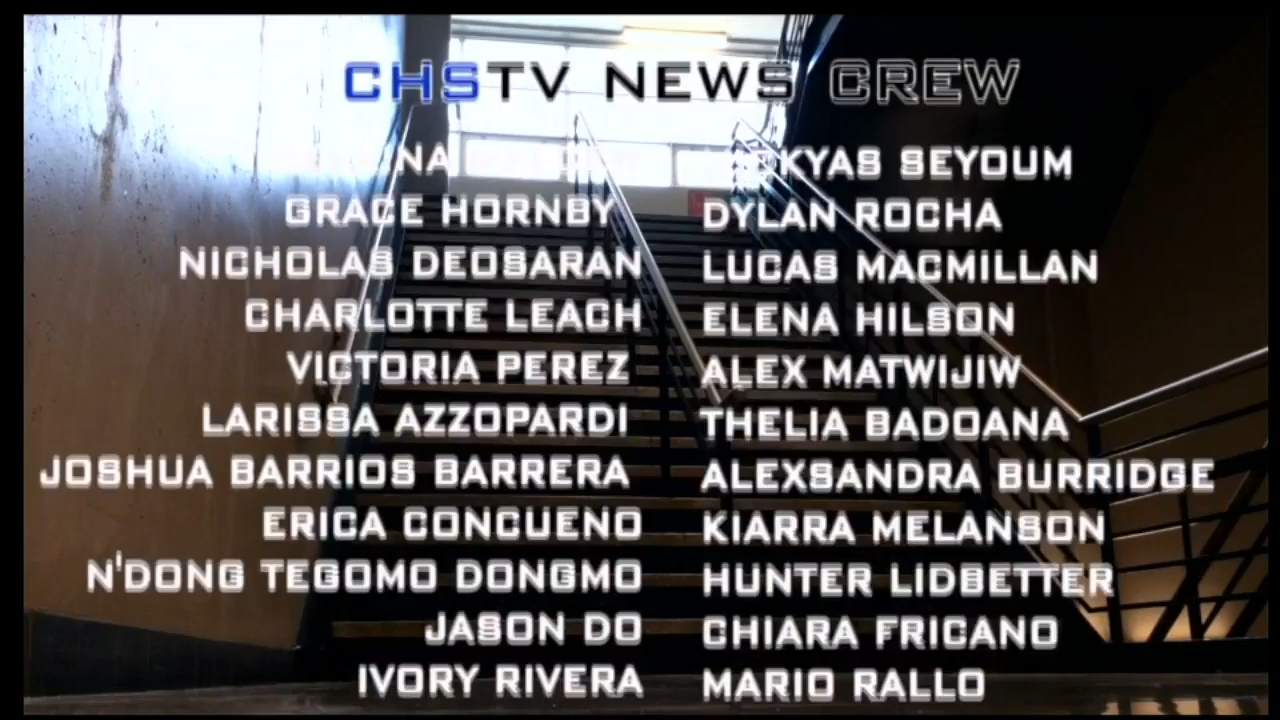 CHSTV NEWS CREW
SEYOUM
GRACE HORNBY
DYLAN ROCHA
NICHOLAS DEOSARAN
LUCAS MACMILLAN
CHARLOTTE LEACH
ELENA HILSON
VICTORIA PEREZ
ALEX MATWIJIW
LARISSA AZZOPARDI
THELIA BADOANA
JOSHUA BARRIOS BARRERA
ALEXSANDRA BURRIDGE
ERICA CONCUENO
KIARRA MELANSON
N'DONG TEGOMO DONGMO
HUNTER LIDBETTER
JASON DO
CHIARA FRICANO
IVORY RIVERA
MARIO RALLO